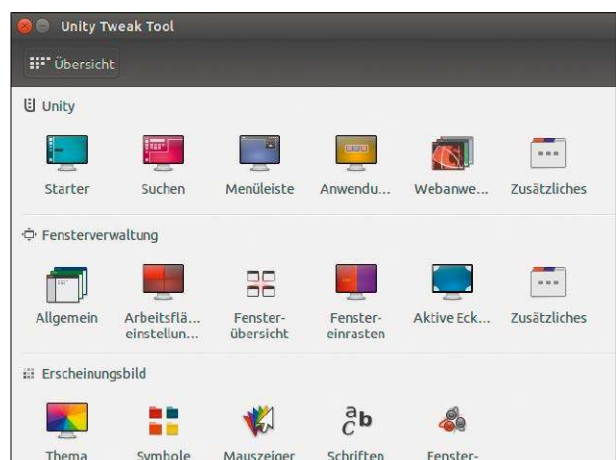 Unity Tweak Tool
Übersicht
Unity
Starter
Suchen
Menüleiste
Anwendu...
Webanwe...
Zusätzliches
Fensterverwaltung
Allgemein
Arbeitsflä...
einstellun...
Fenster-
übersicht
Fenster-
einrasten
Aktive Eck...
Zusätzliches
Erscheinungsbild
a
b
c
Thema
Symbole
Mauszeiger
Schriften
Fenster-